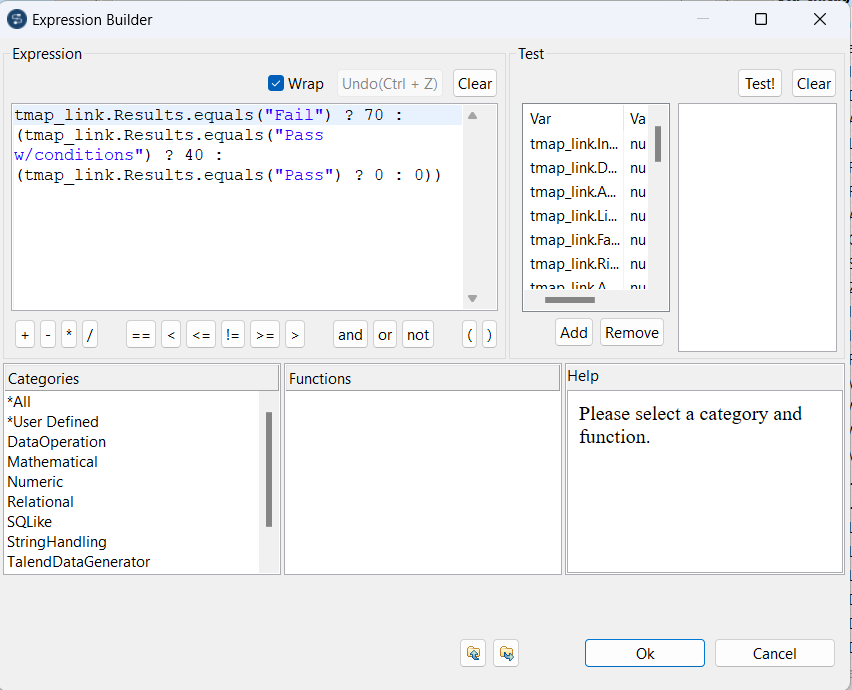 Expression Builder
Expression
Wrap
Undo(Ctrl + Z)
Clear
tmap_link.Results.equals("Fail") ? 70 :
(tmap_link.Results.equals("Pass
w/conditions") ? 40 :
(tmap_link.Results.equals("Pass") ? 0 : 0))
+ - * / == < <= != >= > and or not ( )
Test
Test! Clear
Var Va
tmap_link.In... nu
tmap_link.D... nu
tmap_link.A... nu
tmap_link.Li... nu
tmap_link.Fa... nu
tmap_link.Ri... nu
tmap_link.A nu
Add Remove
Categories
*All
*User Defined
DataOperation
Mathematical
Numeric
Relational
SQLike
StringHandling
TalendDataGenerator
Functions
Help
Please select a category and
function.
Ok Cancel